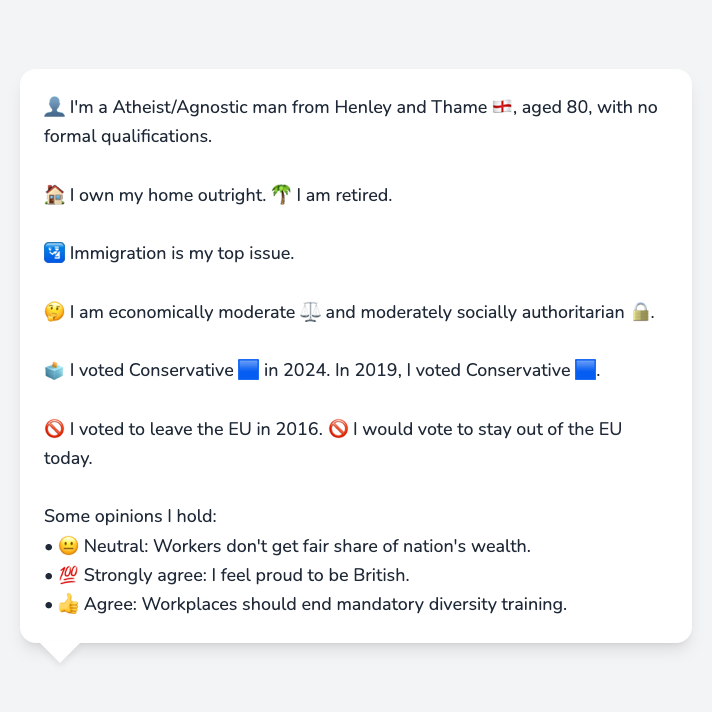 👤 I'm a Atheist/Agnostic man from Henley and Thame 🏴󠁧󠁢󠁥󠁮󠁧󠁿, aged 80, with no
formal qualifications.
🏠 I own my home outright. 🌴 I am retired.
🛂 Immigration is my top issue.
🤔 I am economically moderate ⚖️ and moderately socially authoritarian 🔒.
🗳️ I voted Conservative 🟦 in 2024. In 2019, I voted Conservative 🟦.
🚫 I voted to leave the EU in 2016. 🚫 I would vote to stay out of the EU
today.
Some opinions I hold:
• 😐 Neutral: Workers don't get fair share of nation's wealth.
• 💯 Strongly agree: I feel proud to be British.
• 👍 Agree: Workplaces should end mandatory diversity training.